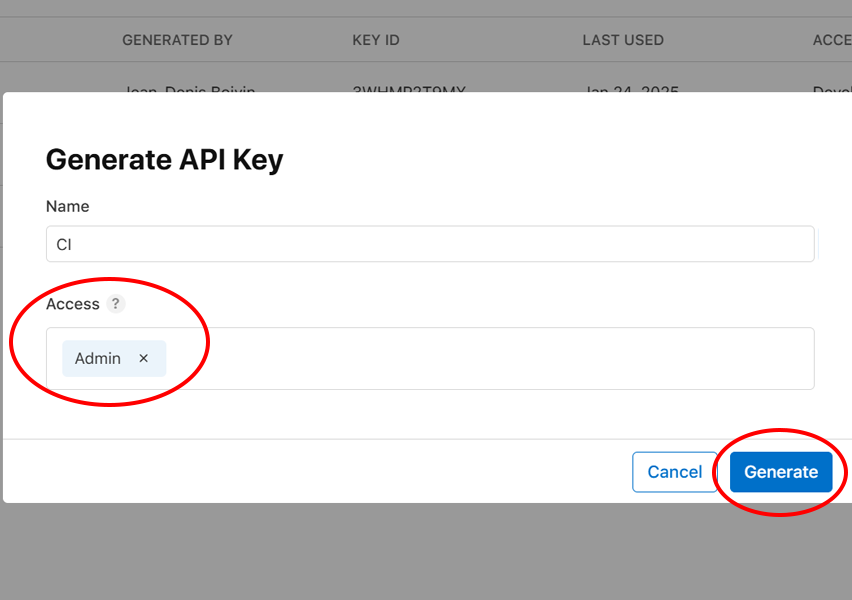 GENERATED BY KEY ID LAST USED ACCE
Jean-Denis Boivin 3WHMP2T9MY Jan 24, 2025
Generate API Key
Name
CI
Access ?
Admin ×
Cancel Generate